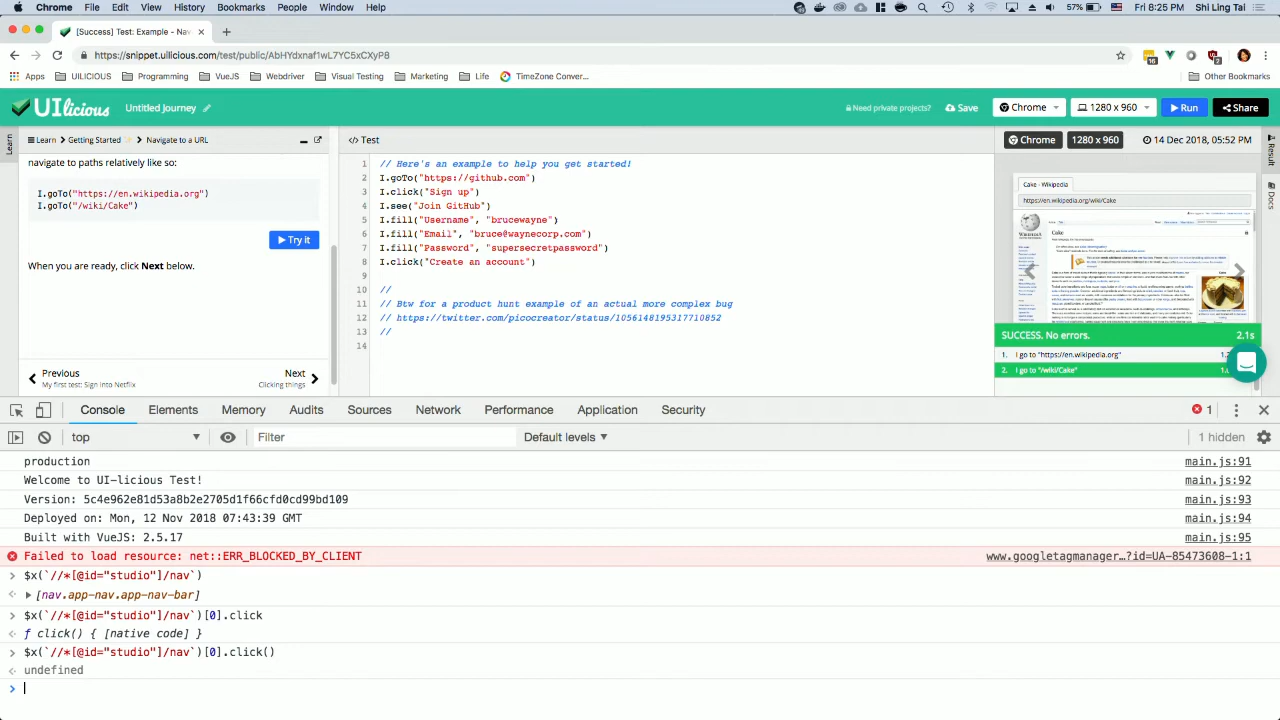 Chrome File Edit View History Bookmarks People Window Help 57% Fri 8:25 PM Shi Ling Tai
[Success] Test: Example - Nav
https://snippet.uilicious.com/test/public/AbHYdxnaf1wL7YC5xCXyP8
Apps UILICIOUS Programming VueJS Webdriver Visual Testing Marketing Life TimeZone Conver... Other Bookmarks
UIlicious Untitled Journey Need private projects? Save Chrome 1280 x 960 Run Share
Learn
Learn > Getting Started > Navigate to a URL
navigate to paths relatively like so:
I.goTo("https://en.wikipedia.org")
I.goTo("/wiki/Cake")
Try it
When you are ready, click Next below.
Previous
My first test: Sign into Netflix
Next
Clicking things
</> Test
1 // Here's an example to help you get started!
2 I.goTo("https://github.com")
3 I.click("Sign up")
4 I.see("Join GitHub")
5 I.fill("Username", "brucewayne")
6 I.fill("Email", "bruce@waynecorp.com")
7 I.fill("Password", "supersecretpassword")
8 I.click("Create an account")
9
// try for product hunt example of an actual more complex bug
// https://twitter.com/picocreator/status/1056148195317710852
//
14
Chrome 1280 x 960 14 Dec 2018, 05:52 PM
Cake - Wikipedia
https://en.wikipedia.org/wiki/Cake
Cake
SUCCESS. No errors. 2.1s
1. I go to "https://en.wikipedia.org"
2. I go to "/wiki/Cake"
Result
Docs
Console Elements Memory Audits Sources Network Performance Application Security 1
top Filter Default levels 1 hidden
production main.js:91
Welcome to UI-licious Test! main.js:92
Version: 5c4e962e81d53a8b2e2705d1f66cfd0cd99bd109 main.js:93
Deployed on: Mon, 12 Nov 2018 07:43:39 GMT main.js:94
Built with VueJS: 2.5.17 main.js:95
Failed to load resource: net::ERR_BLOCKED_BY_CLIENT www.googletagmanager…?id=UA-85473608-1:1
$x(`//*[@id="studio"]/nav`)
[nav.app-nav.app-nav-bar]
$x(`//*[@id="studio"]/nav`)[0].click
ƒ click() { [native code] }
$x(`//*[@id="studio"]/nav`)[0].click()
undefined